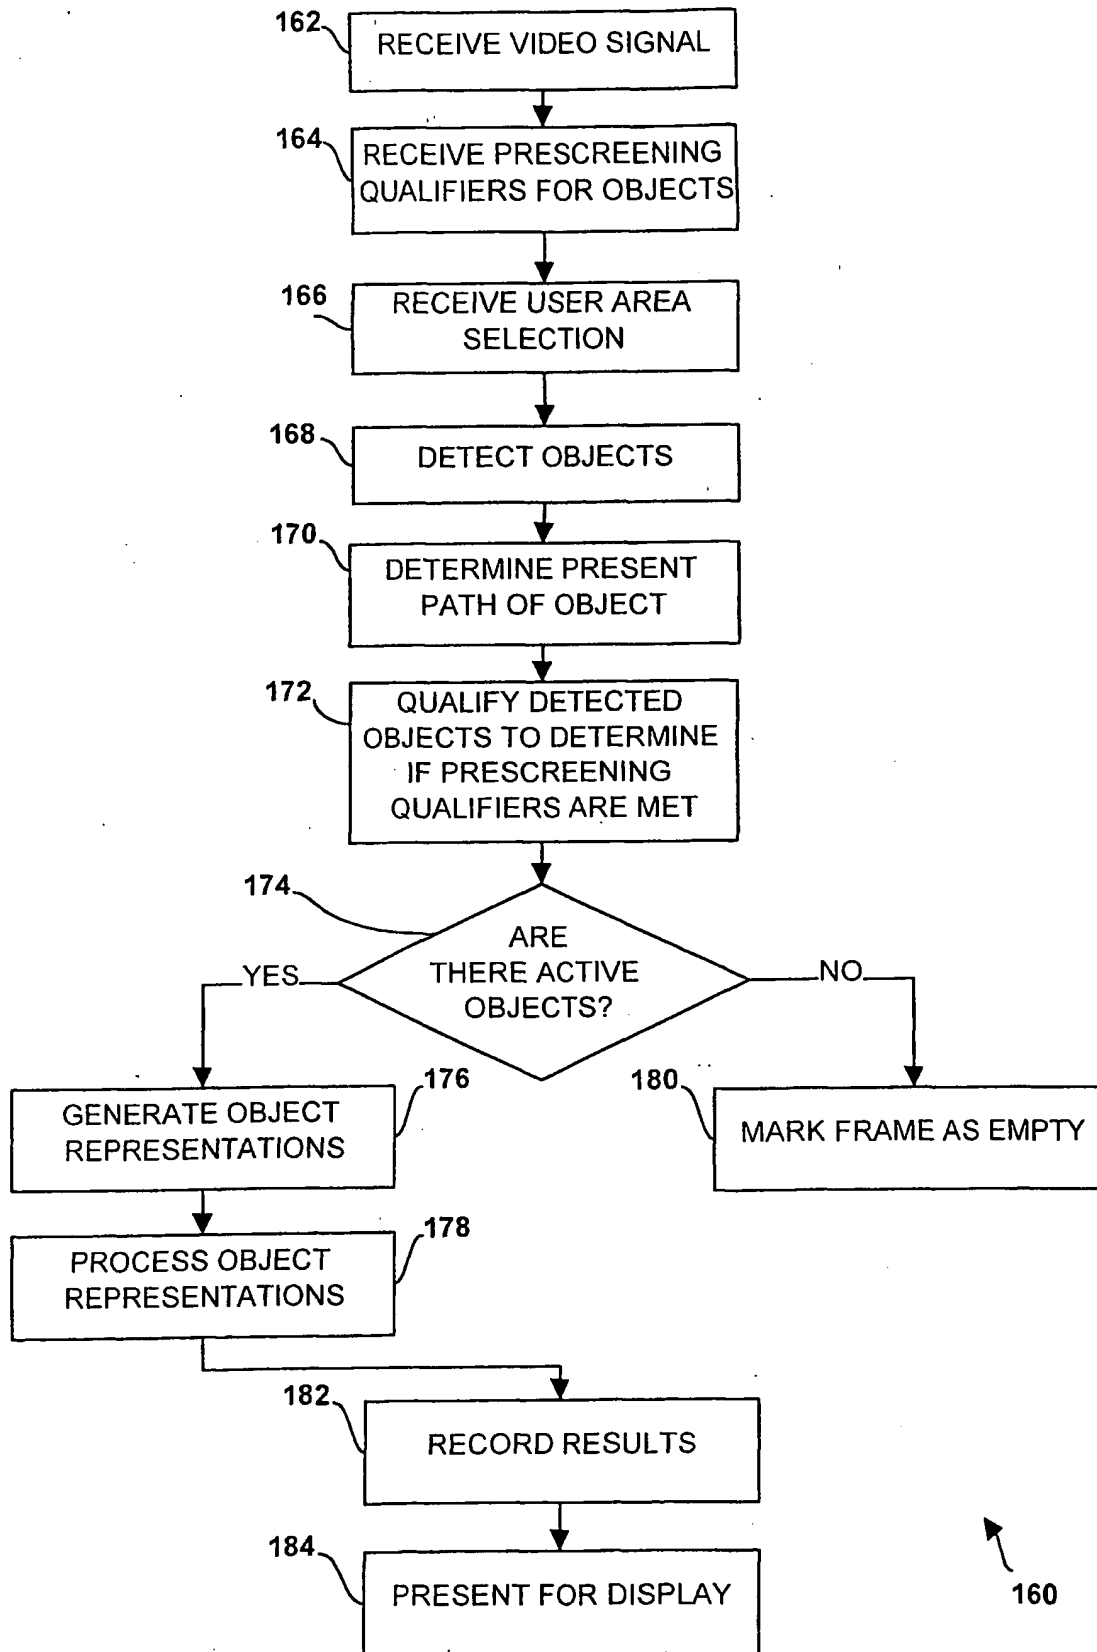 162
RECEIVE VIDEO SIGNAL
164
RECEIVE PRESCREENING
QUALIFIERS FOR OBJECTS
166
RECEIVE USER AREA
SELECTION
168
DETECT OBJECTS
170
DETERMINE PRESENT
PATH OF OBJECT
172
QUALIFY DETECTED
OBJECTS TO DETERMINE
IF PRESCREENING
QUALIFIERS ARE MET
174
ARE
THERE ACTIVE
OBJECTS?
YES
NO
176
GENERATE OBJECT
REPRESENTATIONS
180
MARK FRAME AS EMPTY
178
PROCESS OBJECT
REPRESENTATIONS
182
RECORD RESULTS
184
PRESENT FOR DISPLAY
160